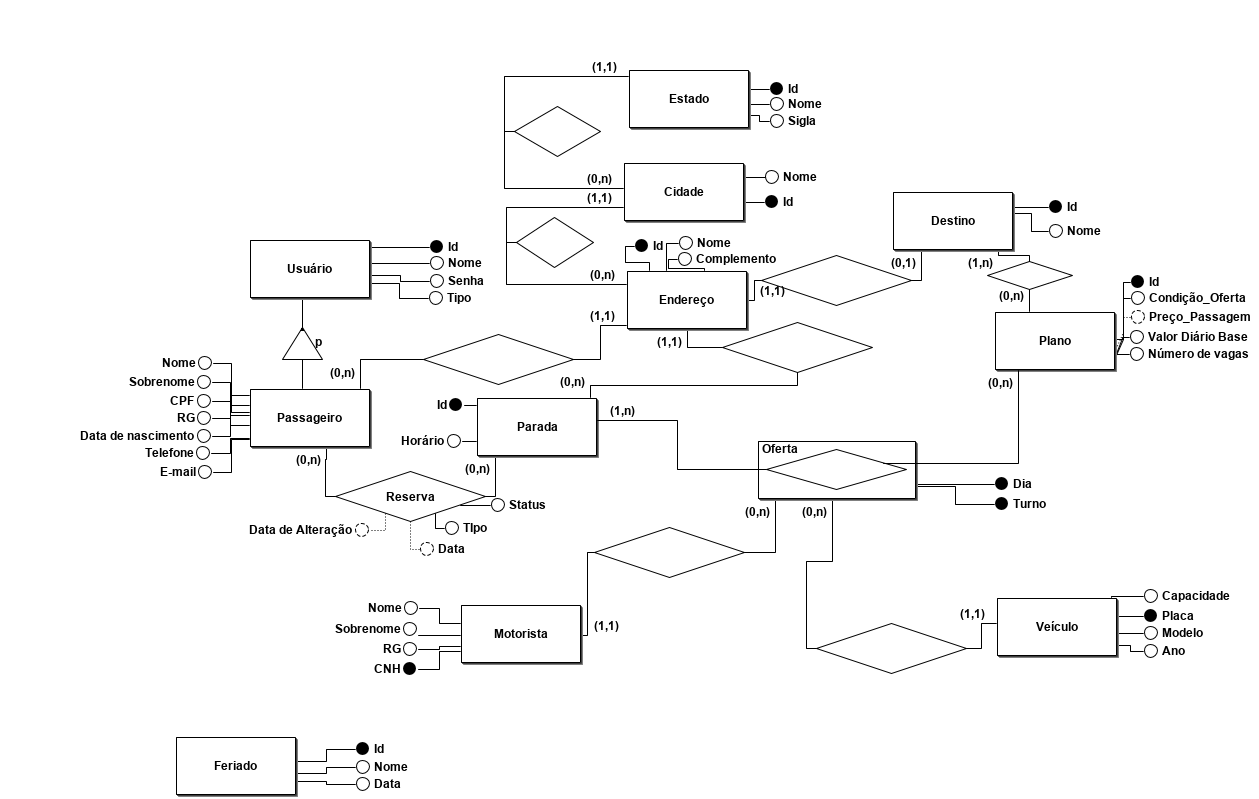 (1,1)
Estado
Id
Nome
Sigla
(0,n)
(1,1)
Cidade
Nome
Id
Destino
Id
Nome
Usuário
Id
Nome
Senha
Tipo
Id
Nome
Complemento
(0,n)
Endereço
(1,1)
(0,1)
(1,n)
(0,n)
Id
Condição_Oferta
Preço_Passagem
Valor Diário Base
Número de vagas
Plano
(0,n)
(1,1)
(1,1)
p
(0,n)
(0,n)
Nome
Sobrenome
CPF
RG
Data de nascimento
Telefone
E-mail
Passageiro
(0,n)
Id
Horário
Parada
(1,n)
(0,n)
Oferta
Dia
Turno
(0,n)
(0,n)
Reserva
Status
TIpo
Data de Alteração
Data
Nome
Sobrenome
RG
CNH
Motorista
(1,1)
(1,1)
Veículo
Capacidade
Placa
Modelo
Ano
Feriado
Id
Nome
Data